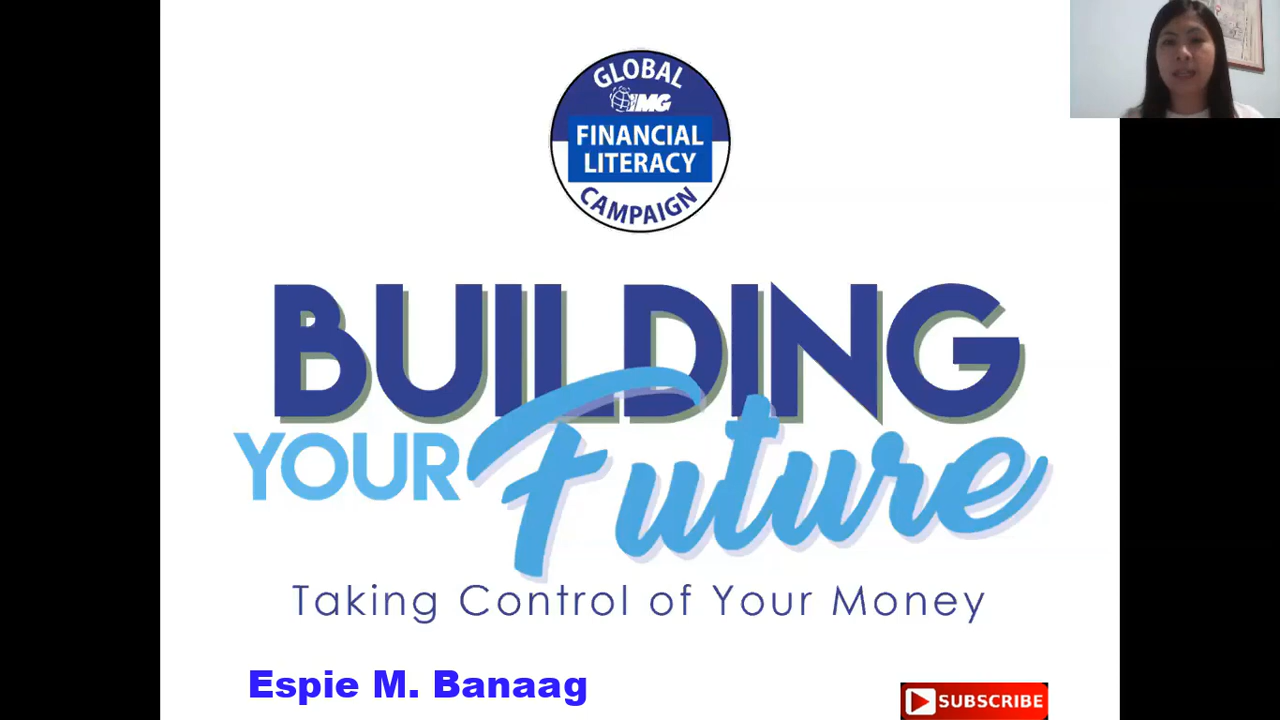 GLOBAL
IMG
FINANCIAL
LITERACY
CAMPAIGN
BUILDING
YOUR Future
Taking Control of Your Money
Espie M. Banaag
SUBSCRIBE